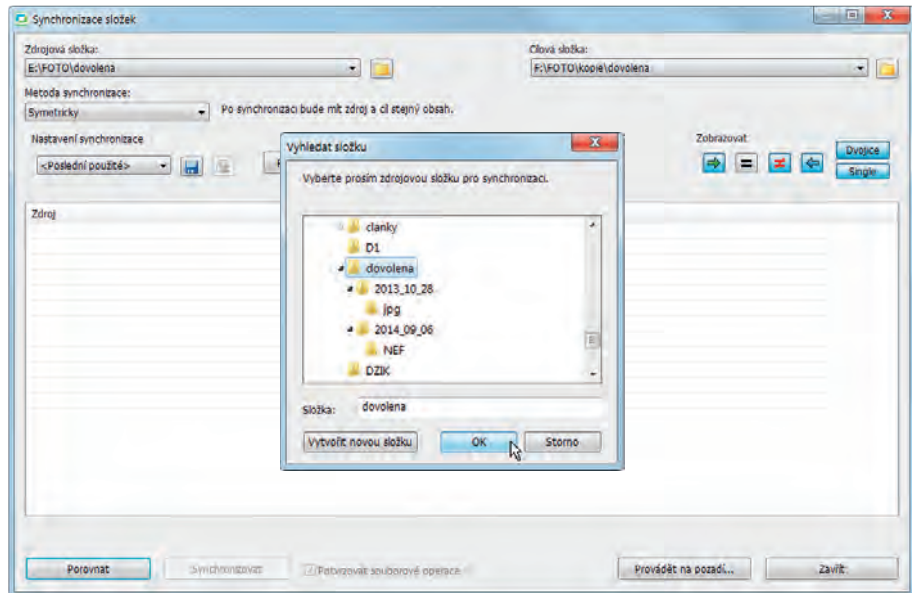 Synchronizace složek
Zdrojová složka:
Cílová složka:
E:\FOTO\dovolena
F:\FOTO\kopie\dovolena
Metoda synchronizace:
Symetricky
Po synchronizaci bude mít zdroj a cíl stejný obsah.
Nastavení synchronizace
Zobrazovat
<Poslední použité>
Dvojice
Single
Zdroj
Vyhledat složku
Vyberte prosím zdrojovou složku pro synchronizaci.
clanky
D1
dovolena
2013_10_28
jpg
2014_09_06
NEF
DZIK
Složka:
dovolena
Vytvořit novou složku
OK
Storno
Porovnat
Synchronizovat
Potvrzovat souborové operace
Provádět na pozadí...
Zavřít